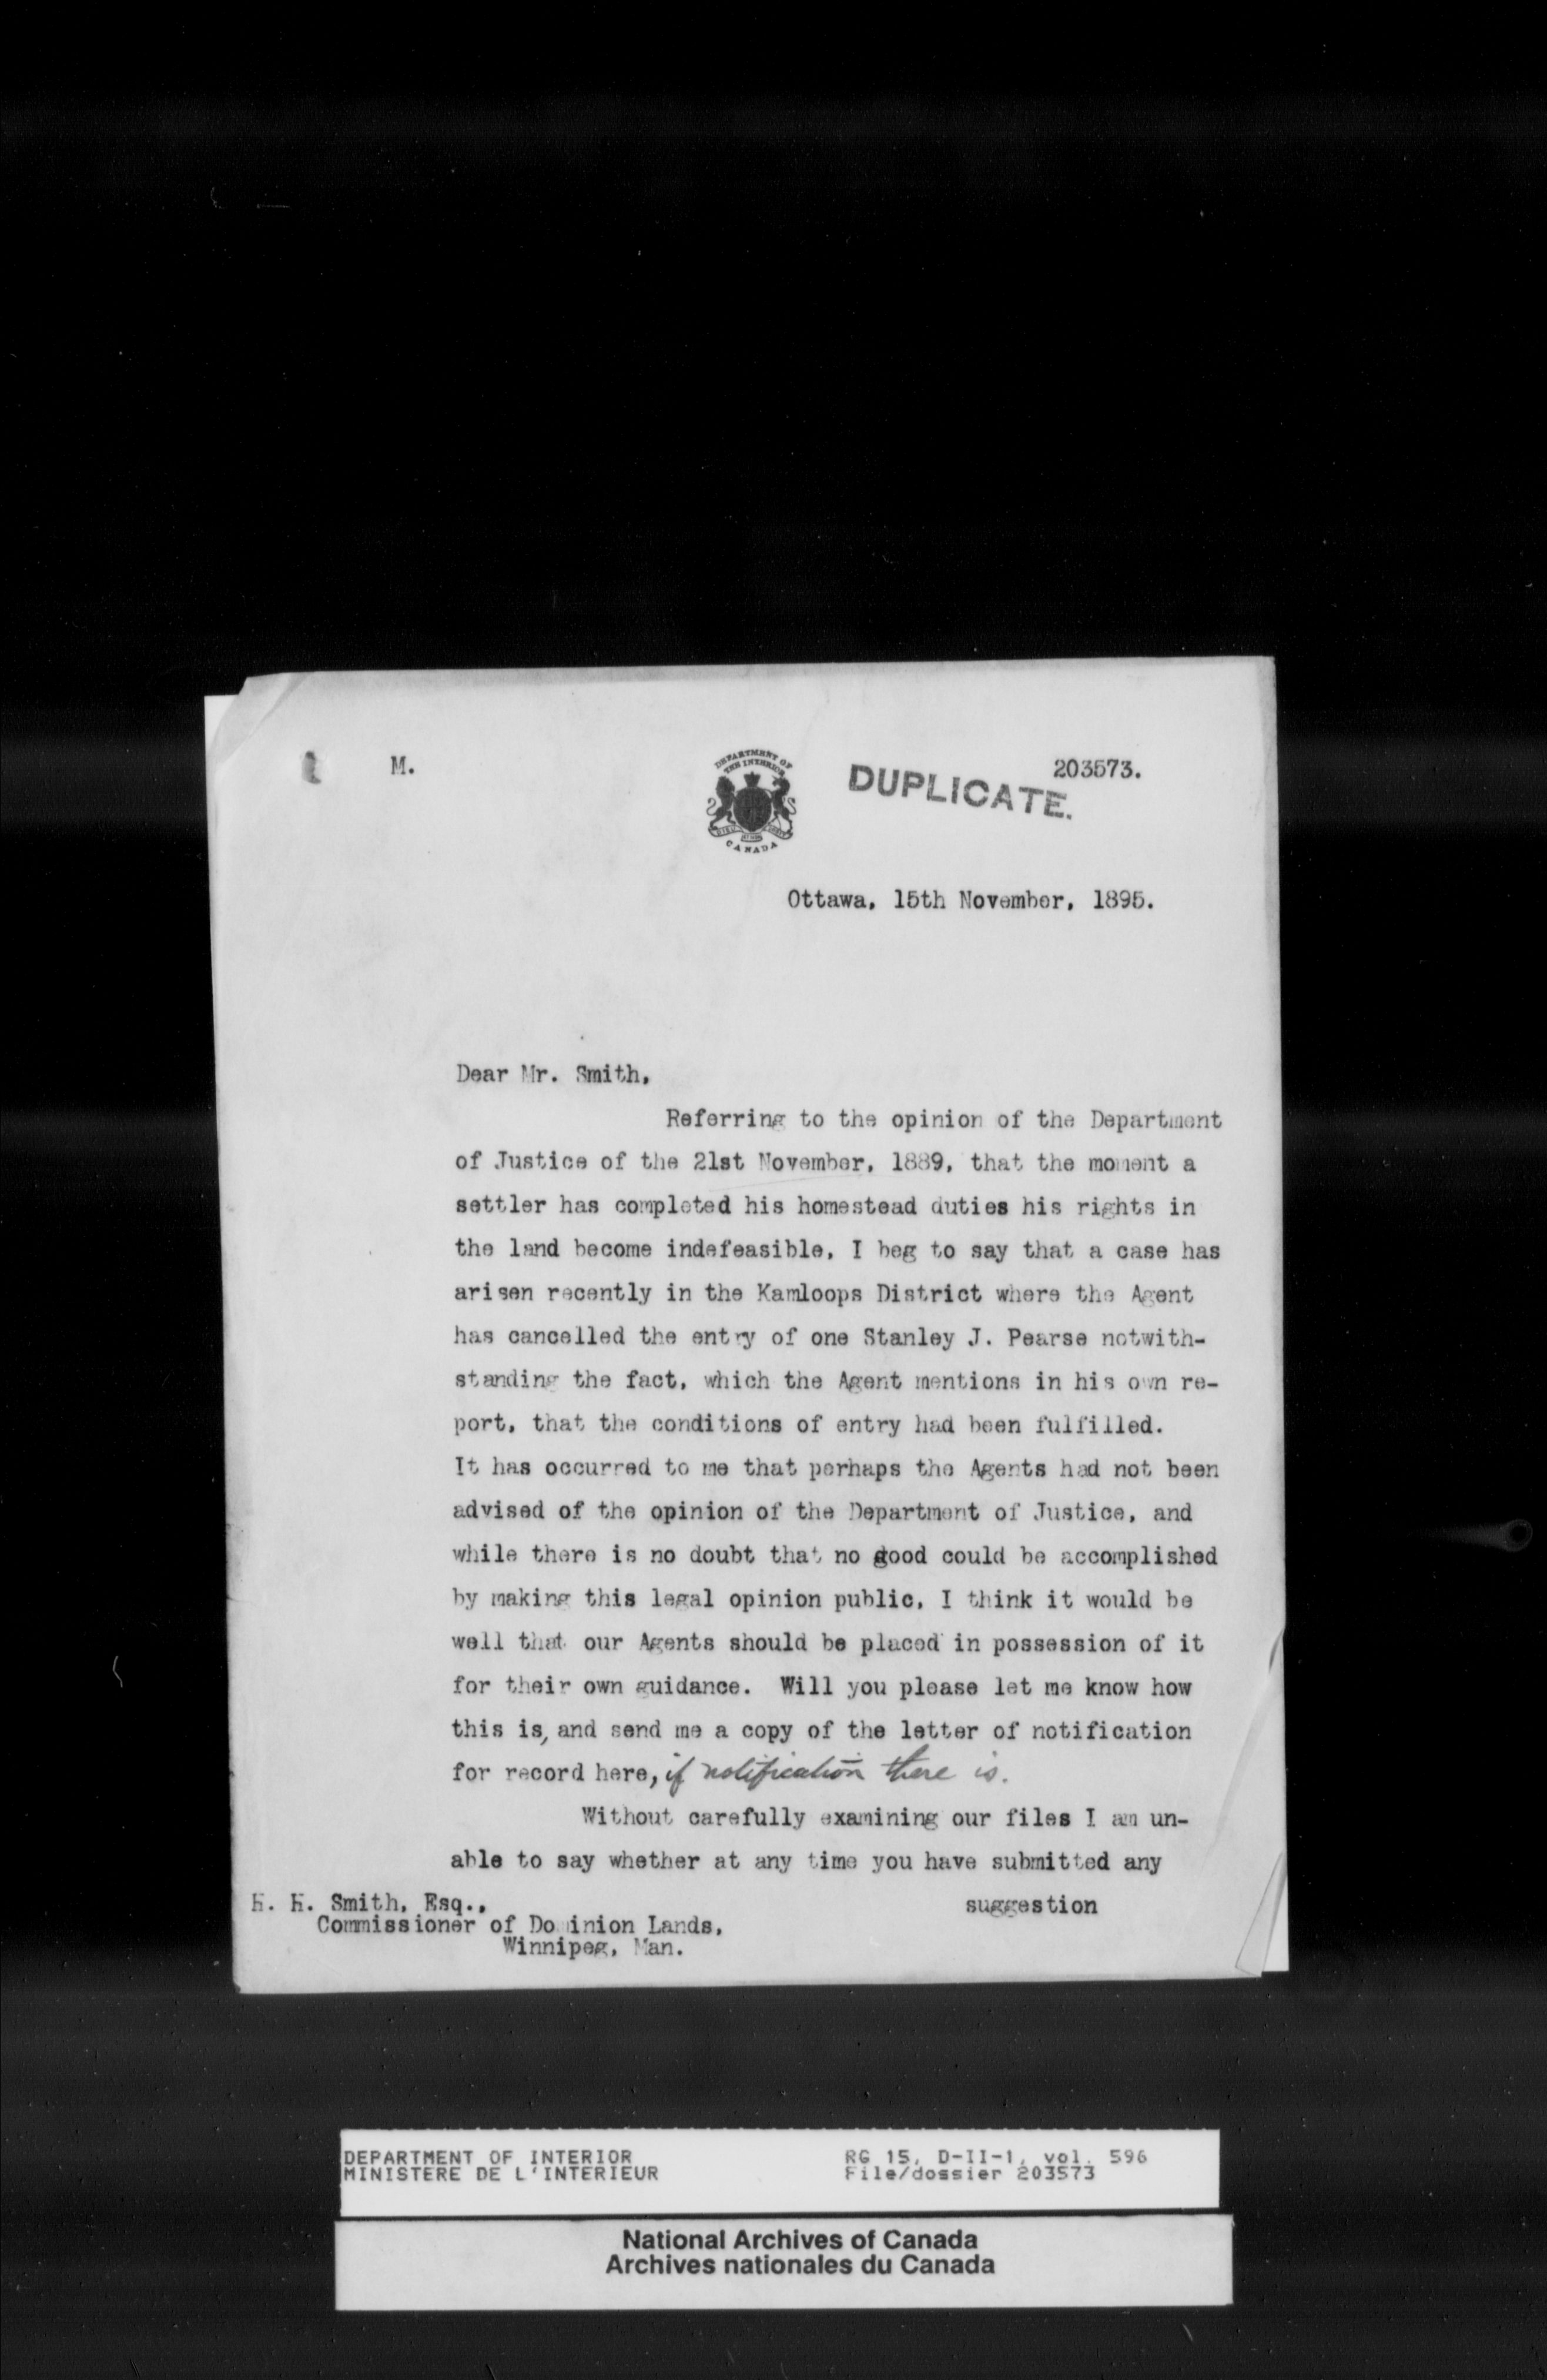 M.
DEPARTMENT OF
THE INTERIOR
CANADA
DUPLICATE.
203573.
Ottawa, 15th November, 1895.
Dear Mr. Smith,
Referring to the opinion of the Department
of Justice of the 21st November, 1889, that the moment a
settler has completed his homestead duties his rights in
the land become indefeasible, I beg to say that a case has
arisen recently in the Kamloops District where the Agent
has cancelled the entry of one Stanley J. Pearse notwith-
standing the fact, which the Agent mentions in his own re-
port, that the conditions of entry had been fulfilled.
It has occurred to me that perhaps the Agents had not been
advised of the opinion of the Department of Justice, and
while there is no doubt that no good could be accomplished
by making this legal opinion public, I think it would be
well that our Agents should be placed in possession of it
for their own guidance. Will you please let me know how
this is, and send me a copy of the letter of notification
for record here, if notification there is.
Without carefully examining our files I am un-
able to say whether at any time you have submitted any
suggestion
H. H. Smith, Esq.,
Commissioner of Dominion Lands,
Winnipeg, Man.
DEPARTMENT OF INTERIOR
MINISTERE DE L'INTERIEUR
RG 15, D-II-1, vol. 596
File/dossier 203573
National Archives of Canada
Archives nationales du Canada